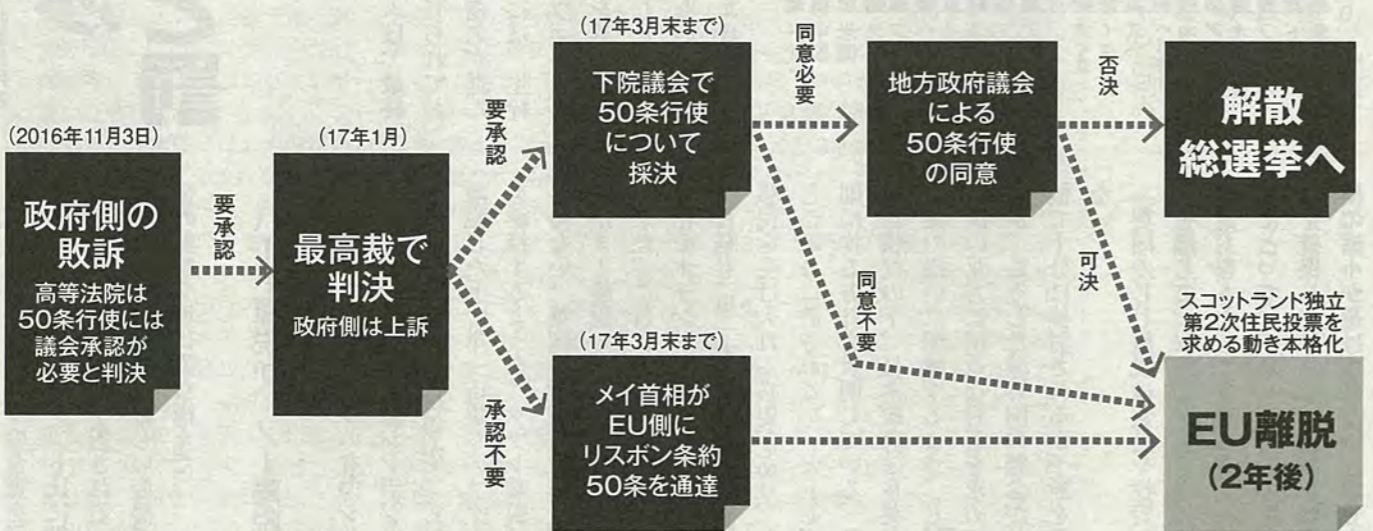 (2016年11月3日)
政府側の
敗訴
高等法院は
50条行使には
議会承認が
必要と判決
要承認
(17年1月)
最高裁で
判決
政府側は上訴
要承認
承認不要
(17年3月末まで)
下院議会で
50条行使
について
採決
(17年3月末まで)
メイ首相が
EU側に
リスボン条約
50条を通達
同意必要
同意不要
地方政府議会
による
50条行使
の同意
否決
可決
解散
総選挙へ
スコットランド独立
第2次住民投票を
求める動き本格化
EU離脱
(2年後)